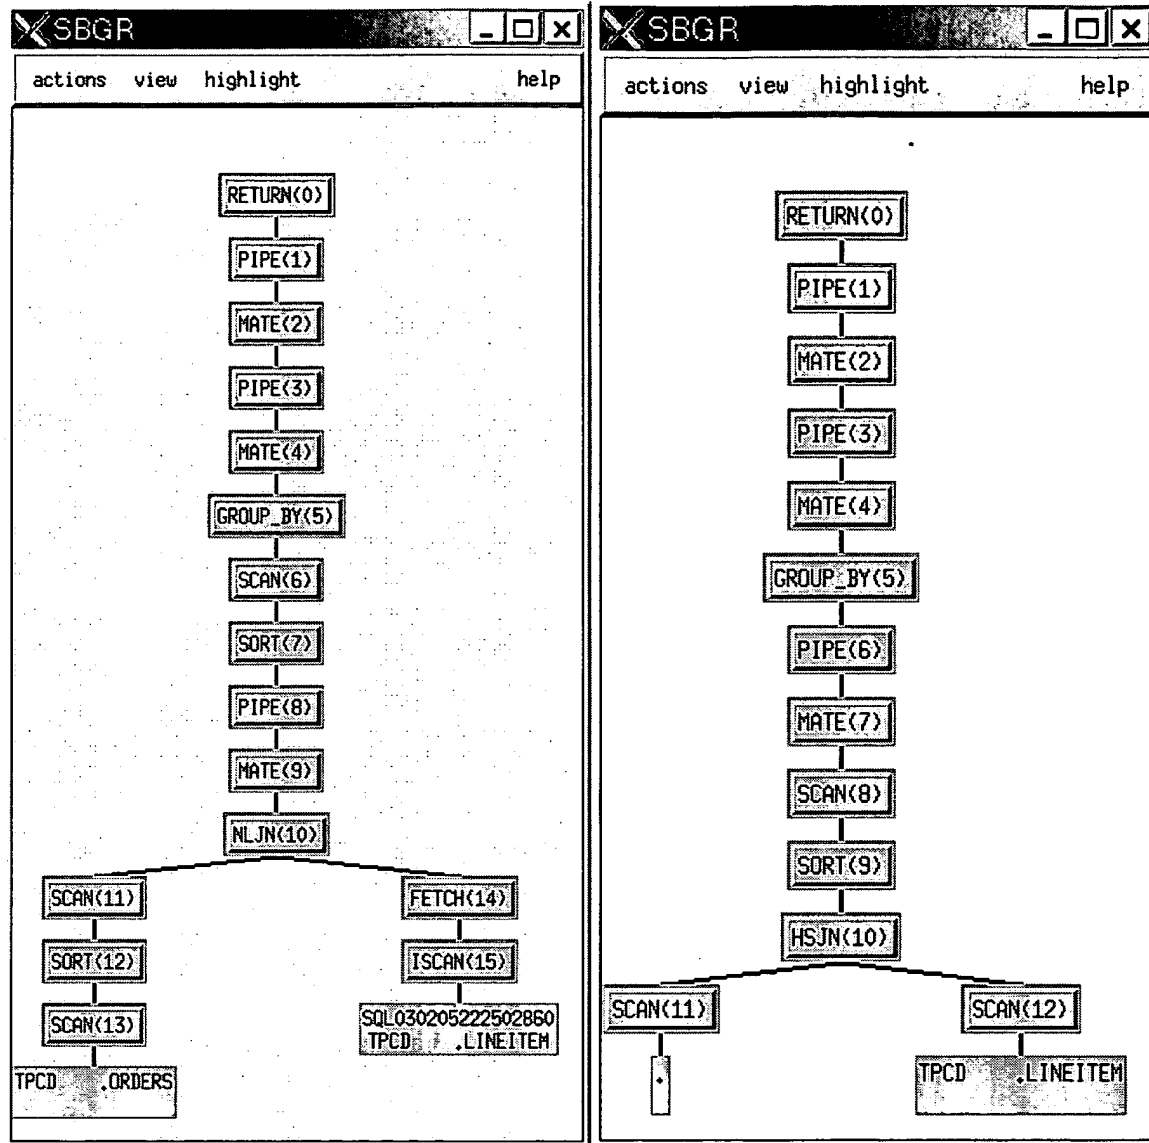 SBGR
actions view highlight help
RETURN(0)
PIPE(1)
MATE(2)
PIPE(3)
MATE(4)
GROUP_BY(5)
SCAN(6)
SORT(7)
PIPE(8)
MATE(9)
NLJN(10)
SCAN(11)
FETCH(14)
SORT(12)
ISCAN(15)
SCAN(13)
SQL030205222502860
TPCD .LINEITEM
TPCD .ORDERS
SBGR
actions view highlight help
RETURN(0)
PIPE(1)
MATE(2)
PIPE(3)
MATE(4)
GROUP_BY(5)
PIPE(6)
MATE(7)
SCAN(8)
SORT(9)
HSJN(10)
SCAN(11)
SCAN(12)
.
TPCD .LINEITEM